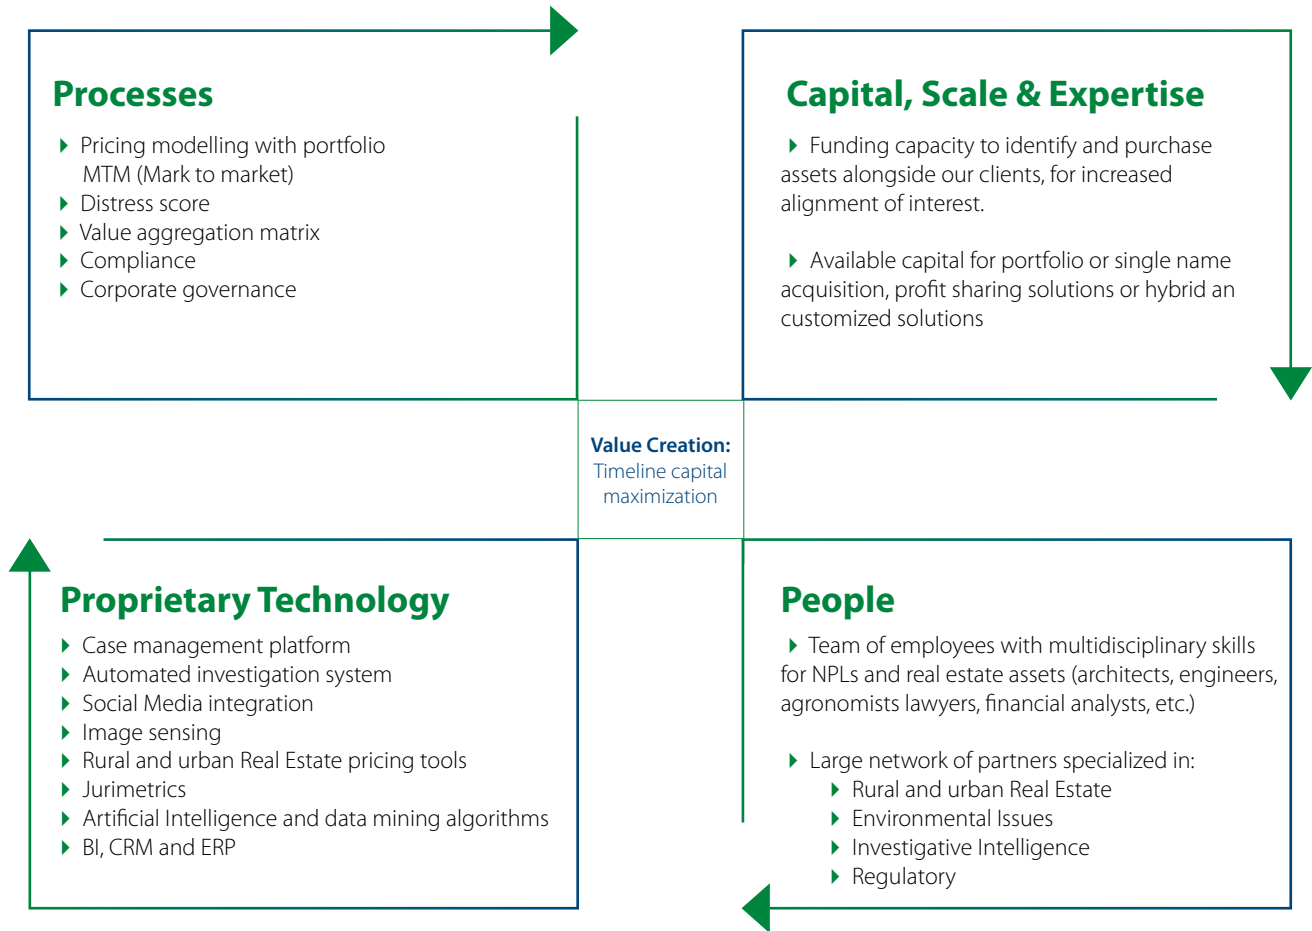 Processes
Pricing modelling with portfolio
MTM (Mark to market)
Distress score
Value aggregation matrix
Compliance
Corporate governance
Capital, Scale & Expertise
Funding capacity to identify and purchase
assets alongside our clients, for increased
alignment of interest.
Available capital for portfolio or single name
acquisition, profit sharing solutions or hybrid an
customized solutions
Value Creation:
Timeline capital
maximization
Proprietary Technology
Case management platform
Automated investigation system
Social Media integration
Image sensing
Rural and urban Real Estate pricing tools
Jurimetrics
Artificial Intelligence and data mining algorithms
BI, CRM and ERP
People
Team of employees with multidisciplinary skills
for NPLs and real estate assets (architects, engineers,
agronomists lawyers, financial analysts, etc.)
Large network of partners specialized in:
Rural and urban Real Estate
Environmental Issues
Investigative Intelligence
Regulatory